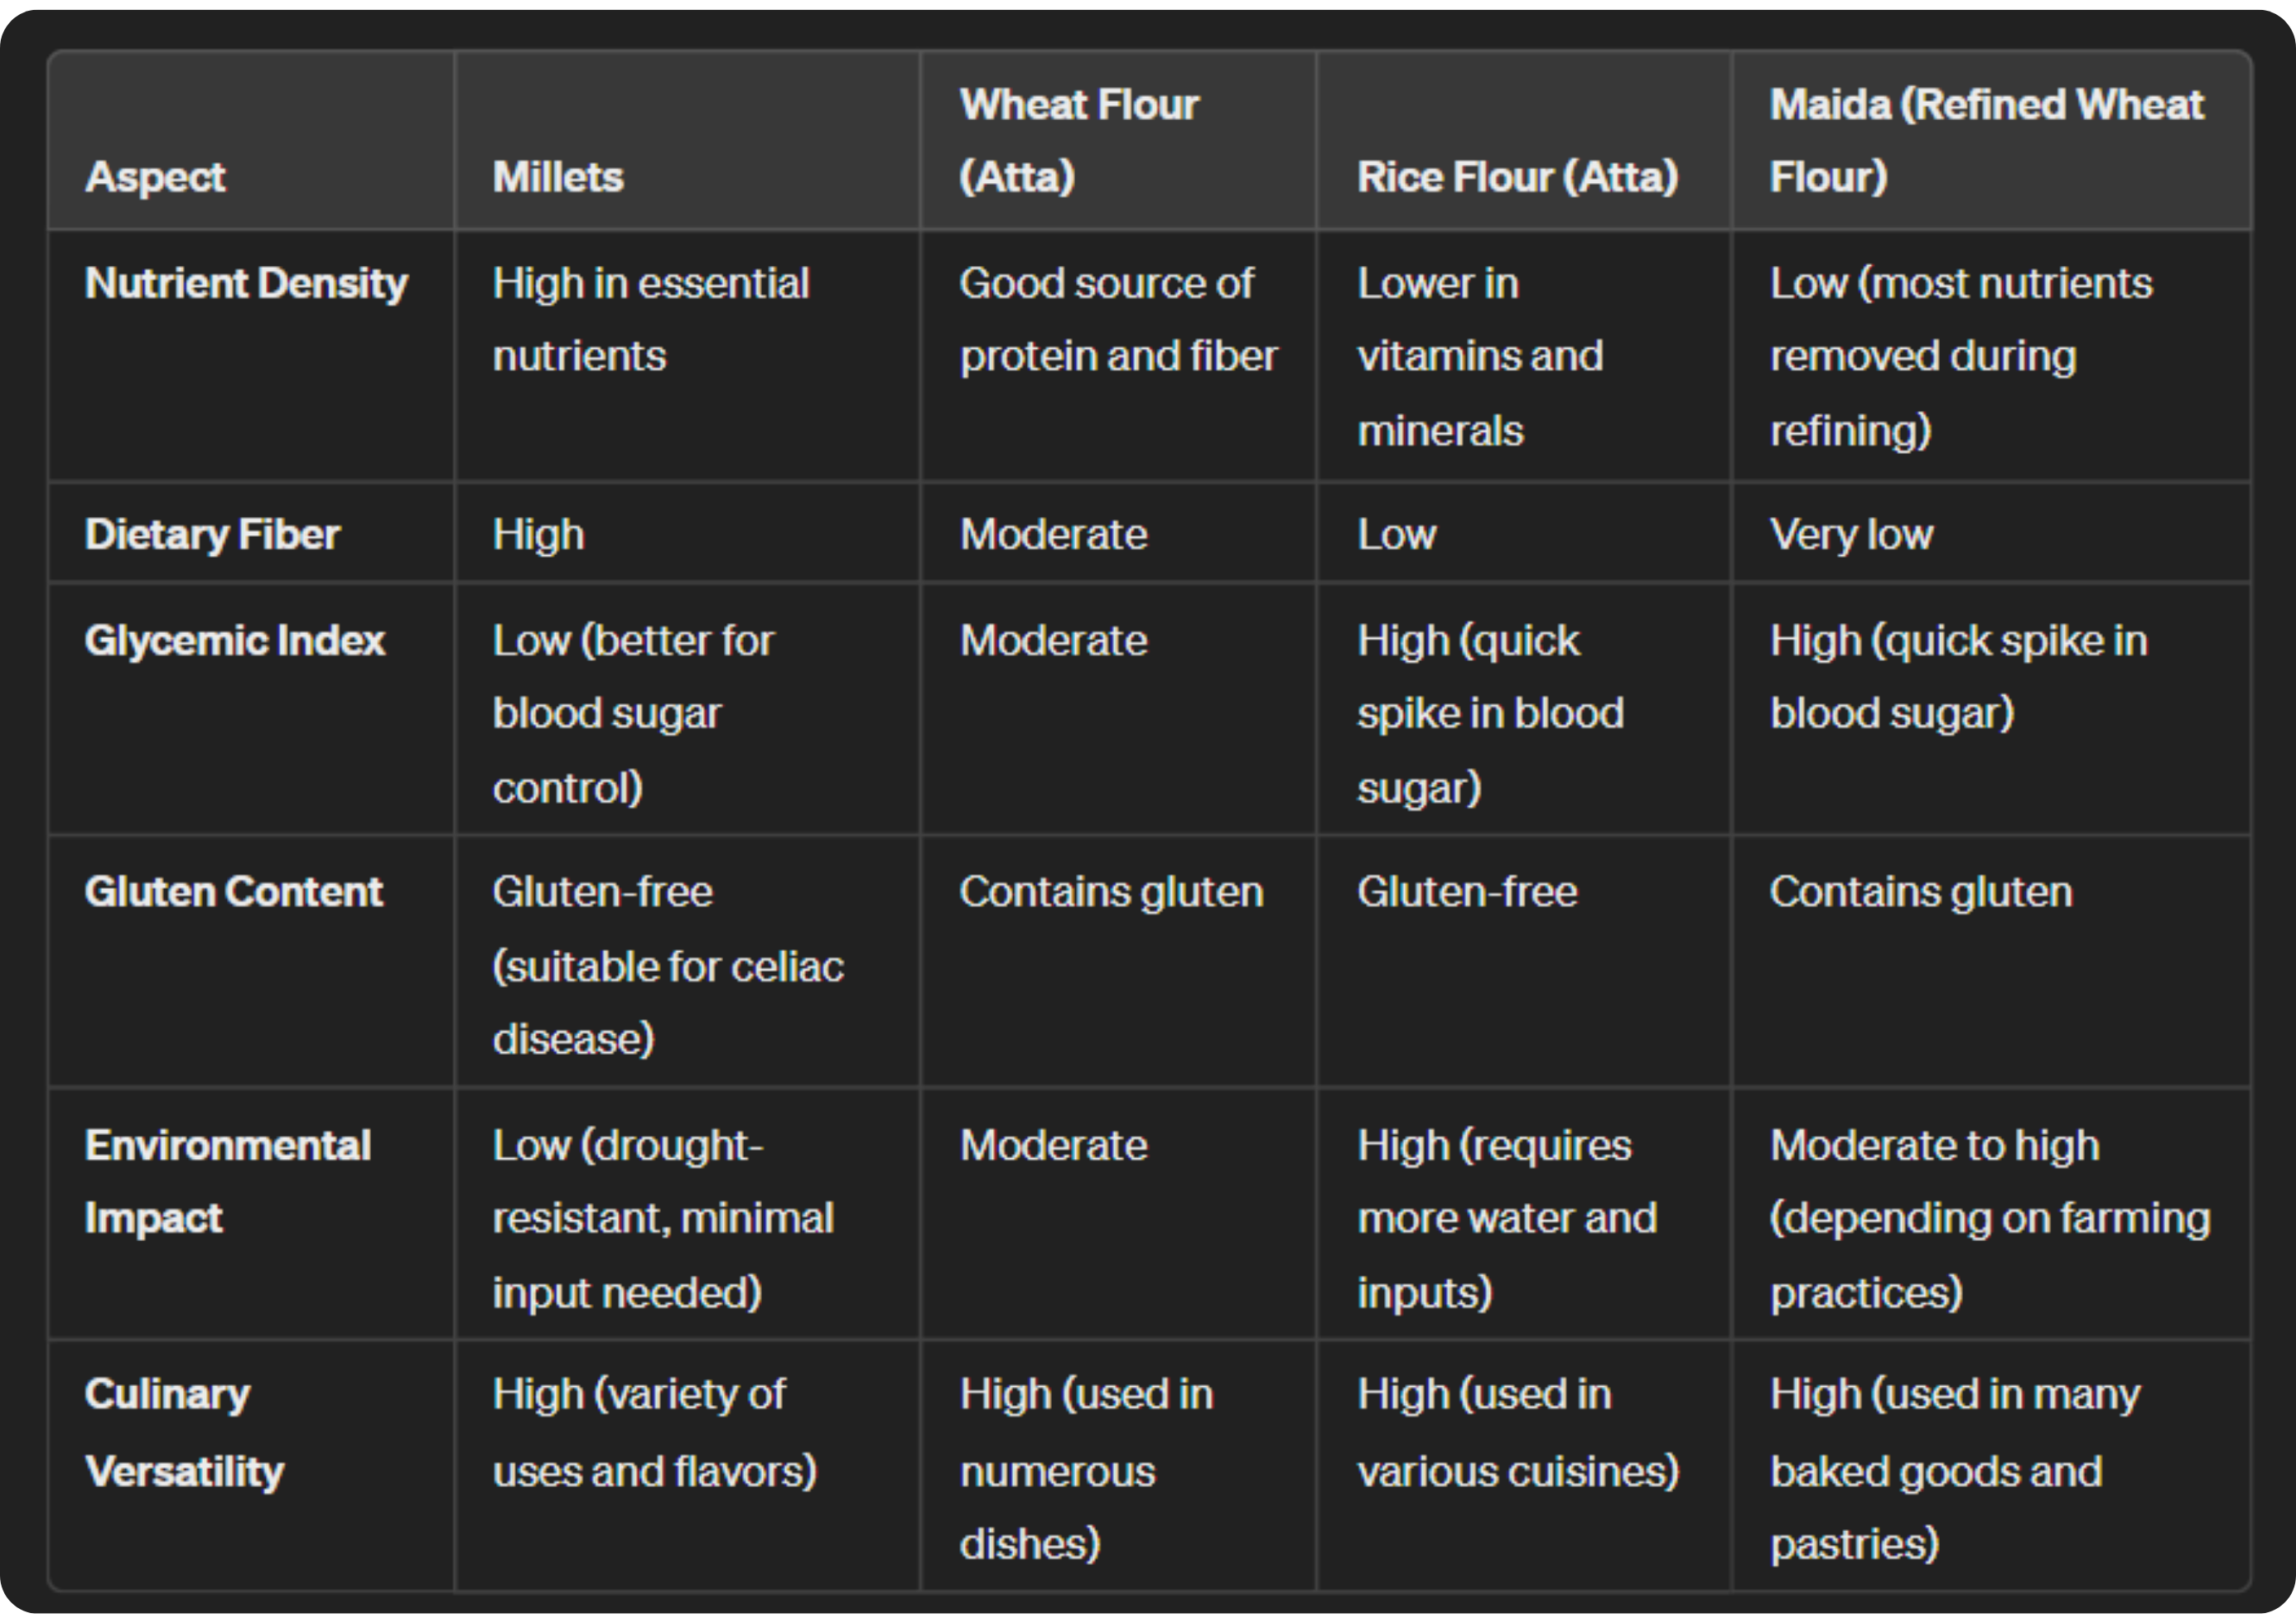 Aspect
Millets
Wheat Flour
(Atta)
Rice Flour (Atta)
Maida (Refined Wheat
Flour)
Nutrient Density
High in essential
nutrients
Good source of
protein and fiber
Lower in
vitamins and
minerals
Low (most nutrients
removed during
refining)
Dietary Fiber
High
Moderate
Low
Very low
Glycemic Index
Low (better for
blood sugar
control)
Moderate
High (quick
spike in blood
sugar)
High (quick spike in
blood sugar)
Gluten Content
Gluten-free
(suitable for celiac
disease)
Contains gluten
Gluten-free
Contains gluten
Environmental
Impact
Low (drought-
resistant, minimal
input needed)
Moderate
High (requires
more water and
inputs)
Moderate to high
(depending on farming
practices)
Culinary
Versatility
High (variety of
uses and flavors)
High (used in
numerous
dishes)
High (used in
various cuisines)
High (used in many
baked goods and
pastries)